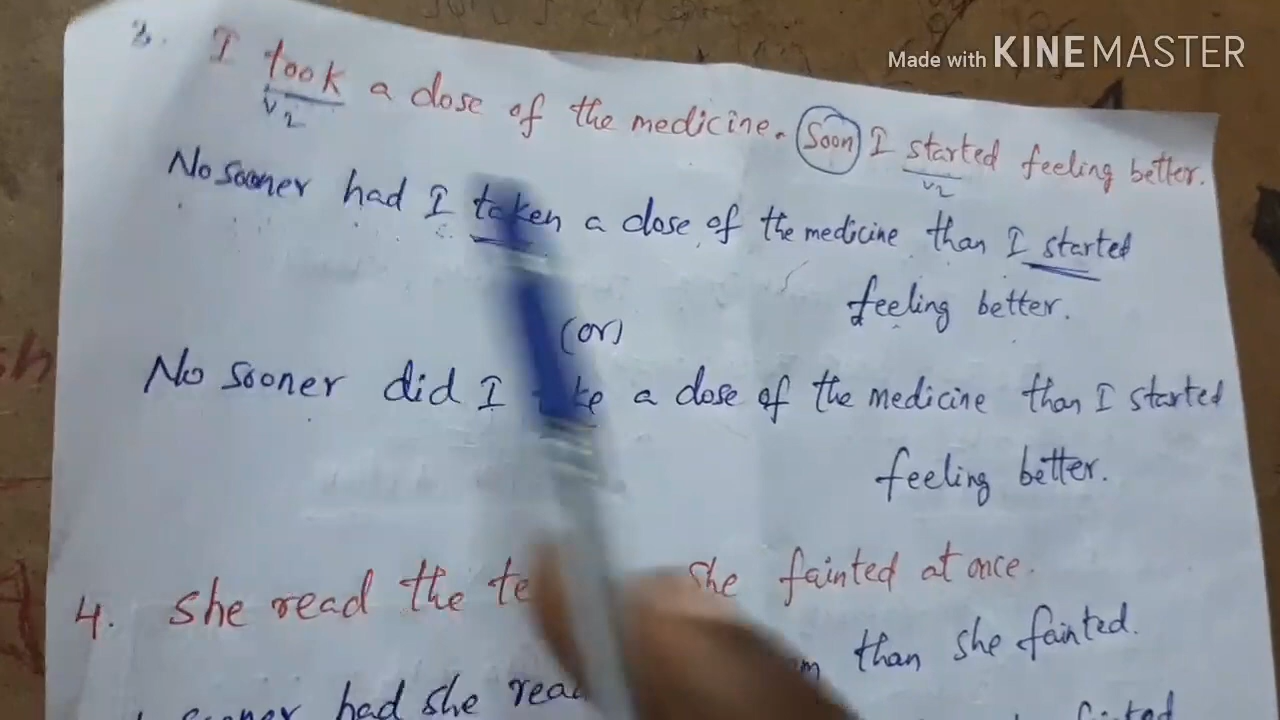 Made with KINEMASTER
3. I took a dose of the medicine. Soon I started feeling better.
V2 V2
No sooner had I taken a dose of the medicine than I started
feeling better.
(or)
No sooner did I take a dose of the medicine than I started
feeling better.
4. She read the She fainted at once.
had she than she fainted.